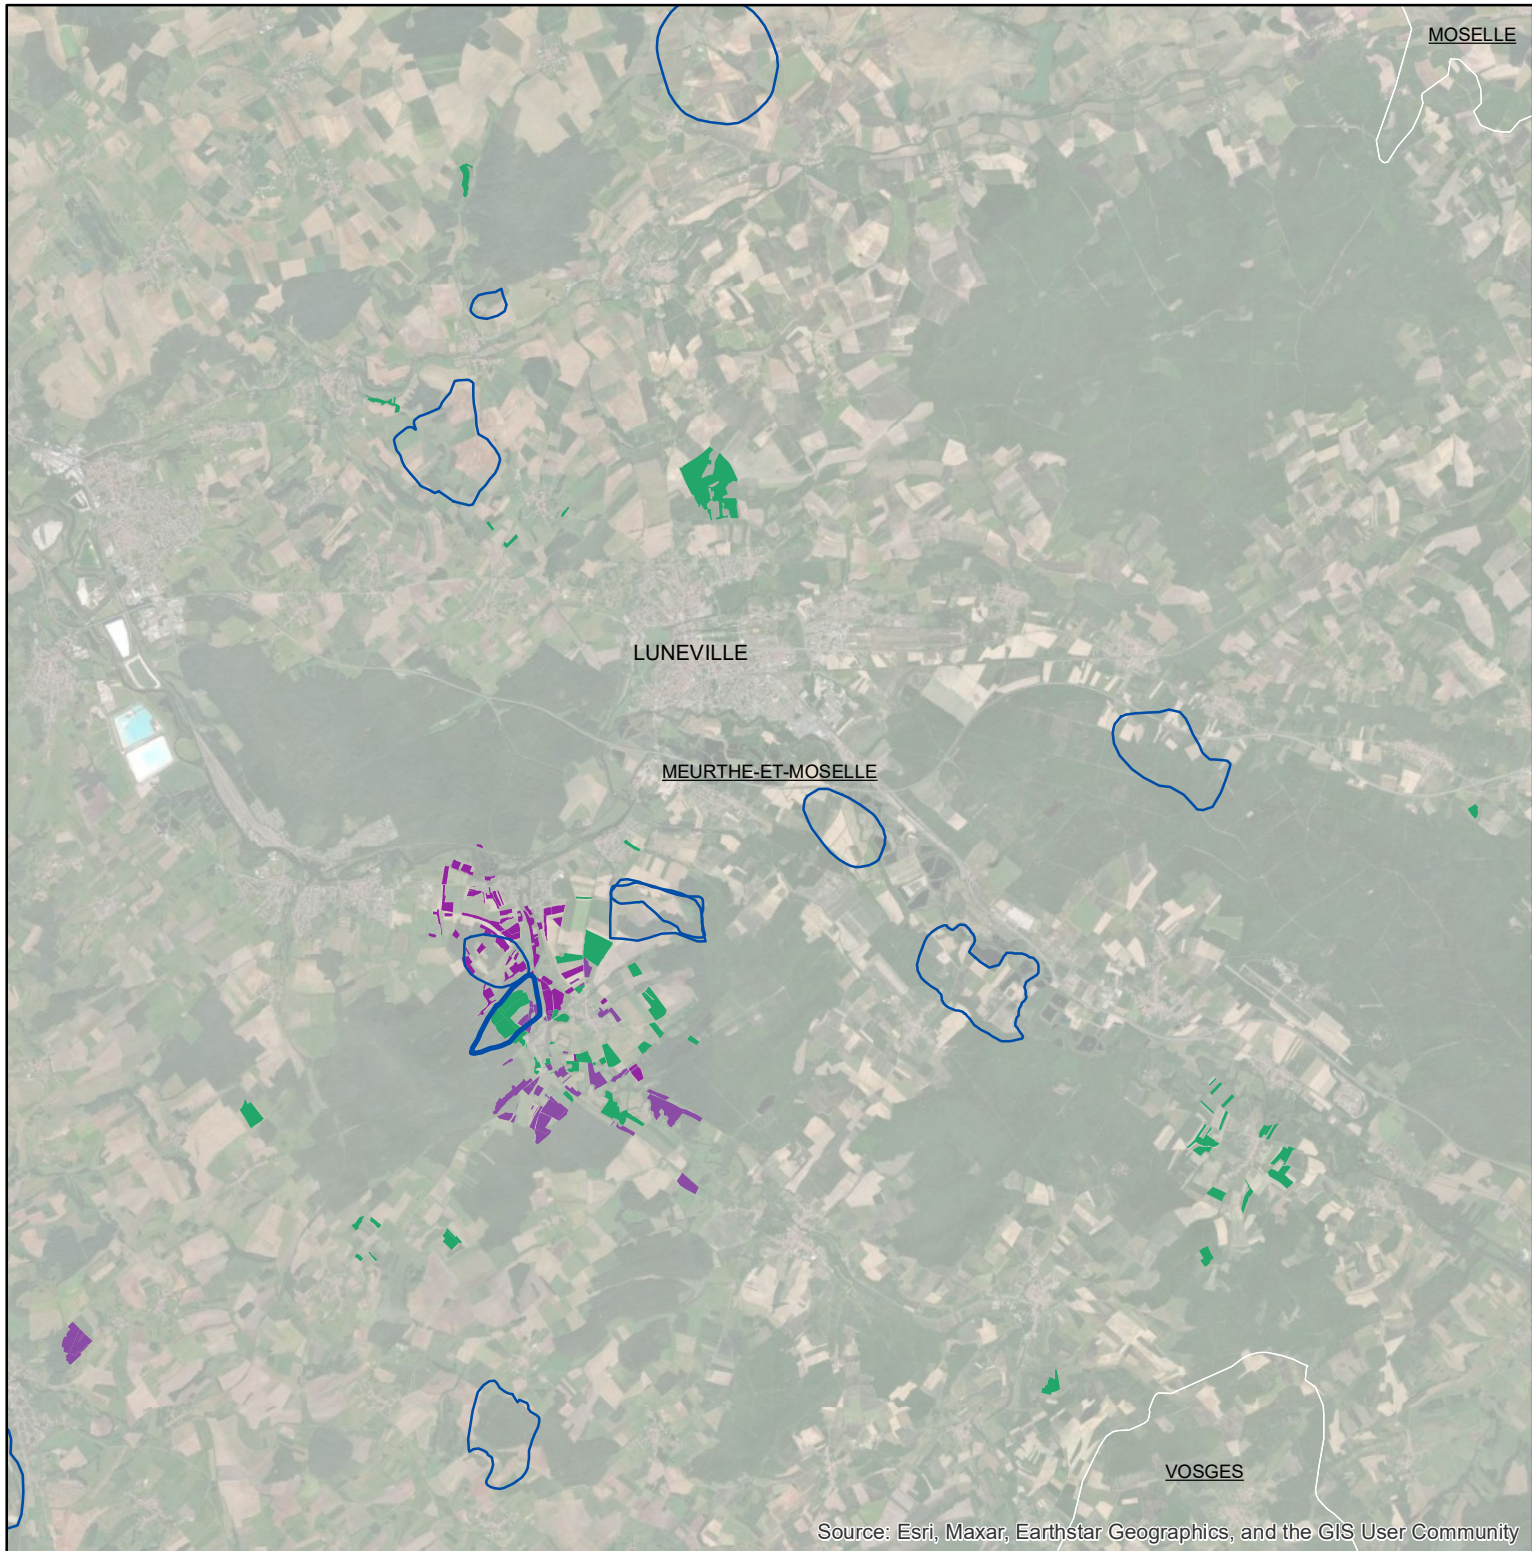 MOSELLE
LUNEVILLE
MEURTHE-ET-MOSELLE
VOSGES
Source: Esri, Maxar, Earthstar Geographics, and the GIS User Community